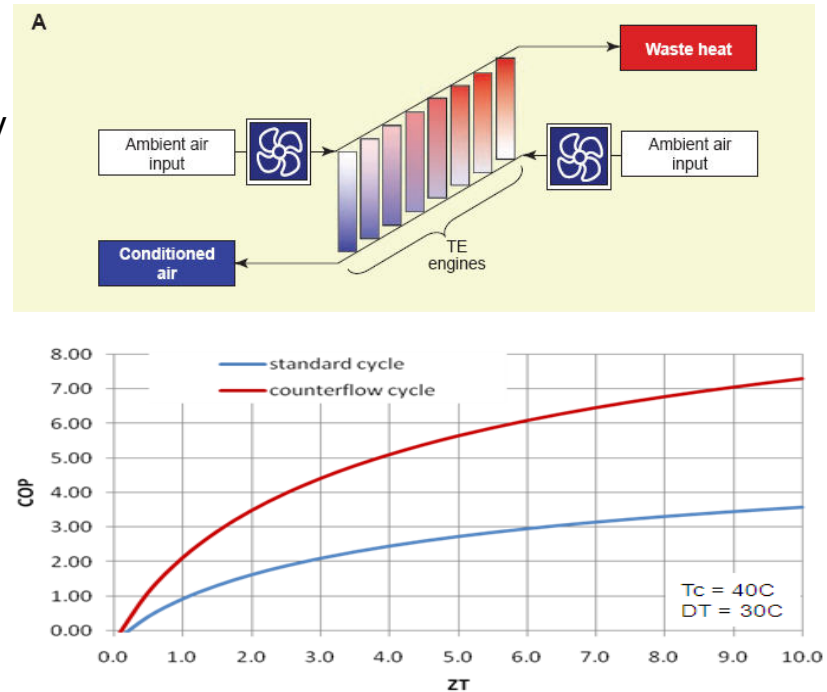 A
Waste heat
Ambient air
input
Ambient air
input
Conditioned
air
TE
engines
y
8.00
7.00
6.00
5.00
4.00
3.00
2.00
1.00
0.00
COP
standard cycle
counterflow cycle
Tc = 40C
DT = 30C
0.0 1.0 2.0 3.0 4.0 5.0 6.0 7.0 8.0 9.0 10.0
ZT